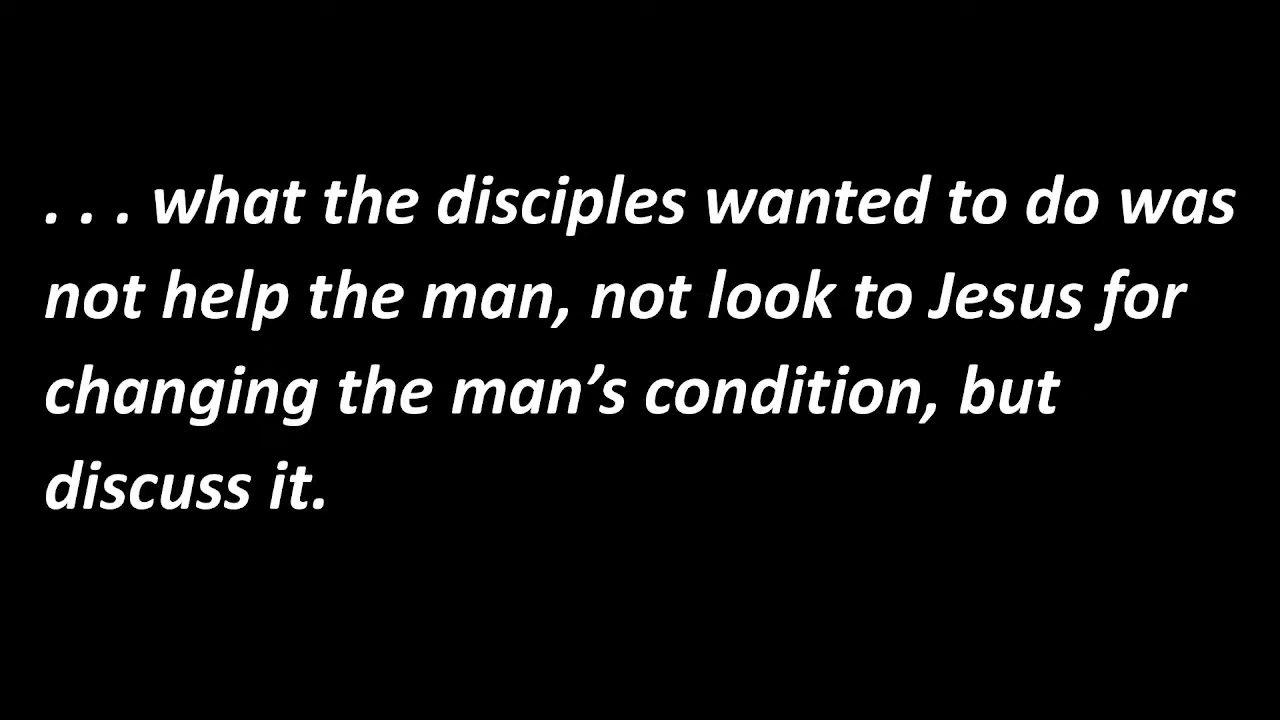 . . . what the disciples wanted to do was
not help the man, not look to Jesus for
changing the man’s condition, but
discuss it.